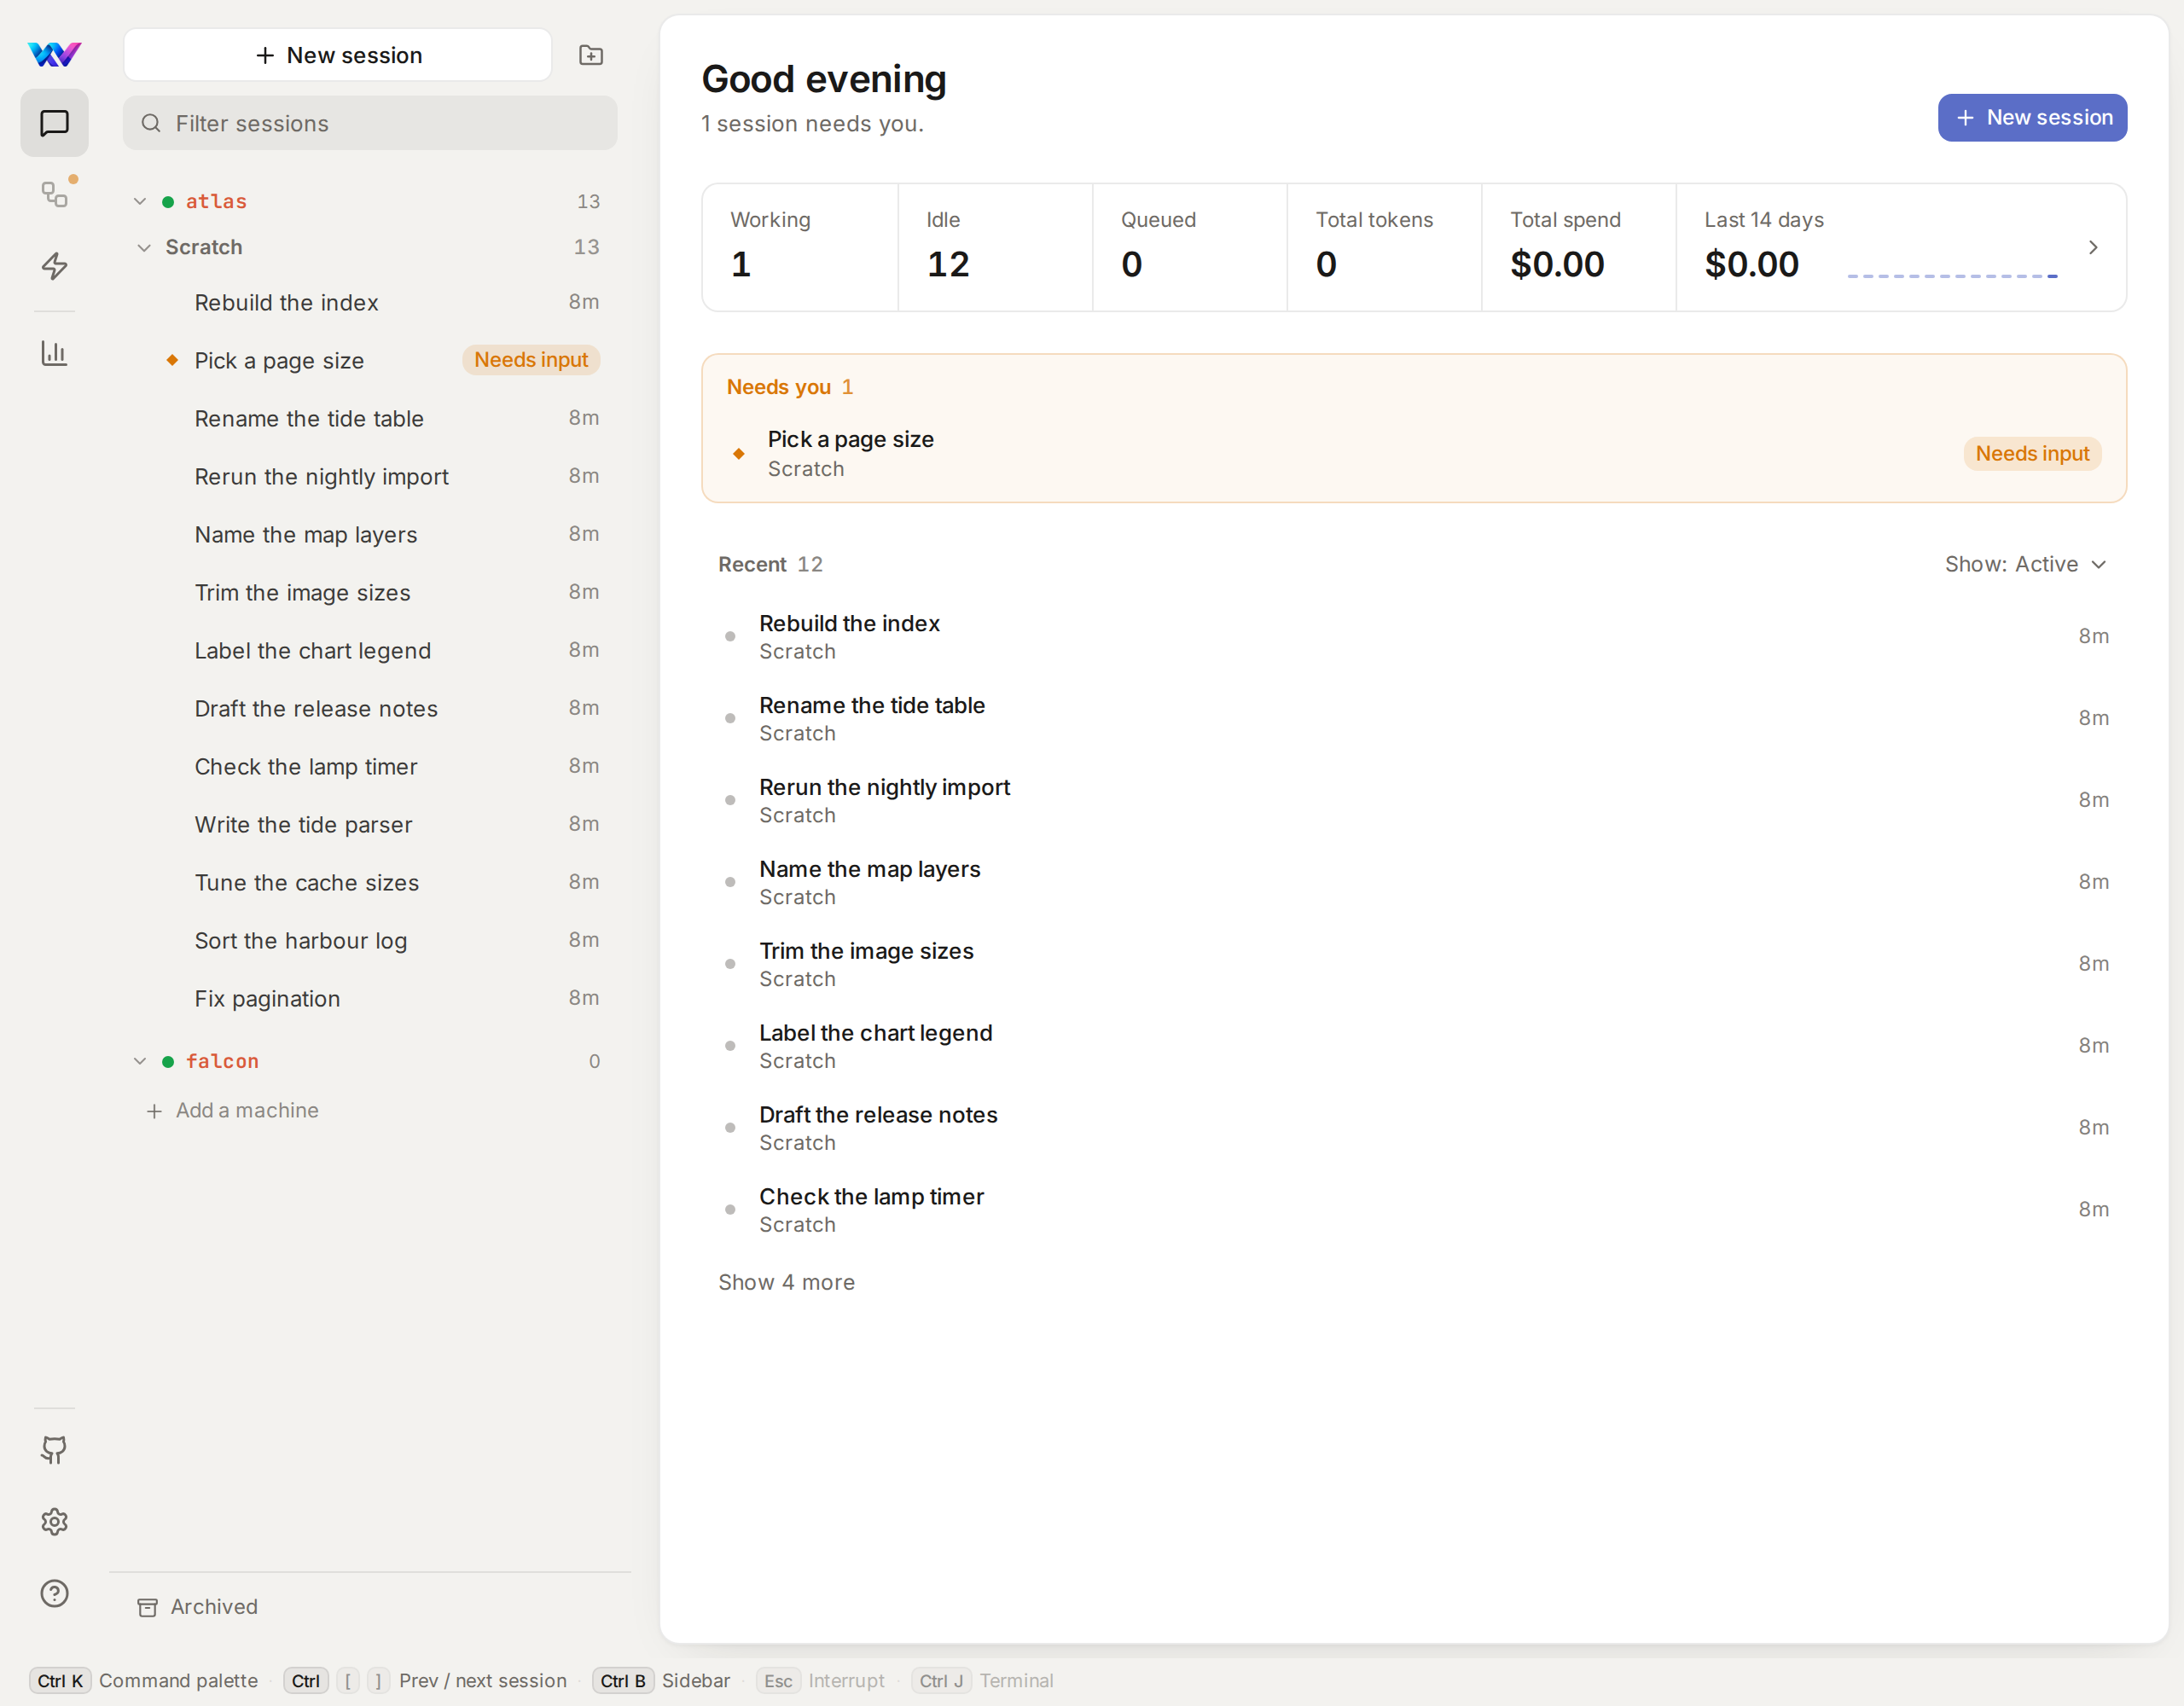 New session
Filter sessions
atlas 13
Scratch 13
Rebuild the index 8m
Pick a page size Needs input
Rename the tide table 8m
Rerun the nightly import 8m
Name the map layers 8m
Trim the image sizes 8m
Label the chart legend 8m
Draft the release notes 8m
Check the lamp timer 8m
Write the tide parser 8m
Tune the cache sizes 8m
Sort the harbour log 8m
Fix pagination 8m
falcon 0
Add a machine
Archived
Good evening
1 session needs you.
New session
Working
1
Idle
12
Queued
0
Total tokens
0
Total spend
$0.00
Last 14 days
$0.00
Needs you 1
Pick a page size
Scratch
Needs input
Recent 12
Show: Active
Rebuild the index
Scratch
8m
Rename the tide table
Scratch
8m
Rerun the nightly import
Scratch
8m
Name the map layers
Scratch
8m
Trim the image sizes
Scratch
8m
Label the chart legend
Scratch
8m
Draft the release notes
Scratch
8m
Check the lamp timer
Scratch
8m
Show 4 more
Ctrl K Command palette · Ctrl [ ] Prev / next session · Ctrl B Sidebar · Esc Interrupt · Ctrl J Terminal